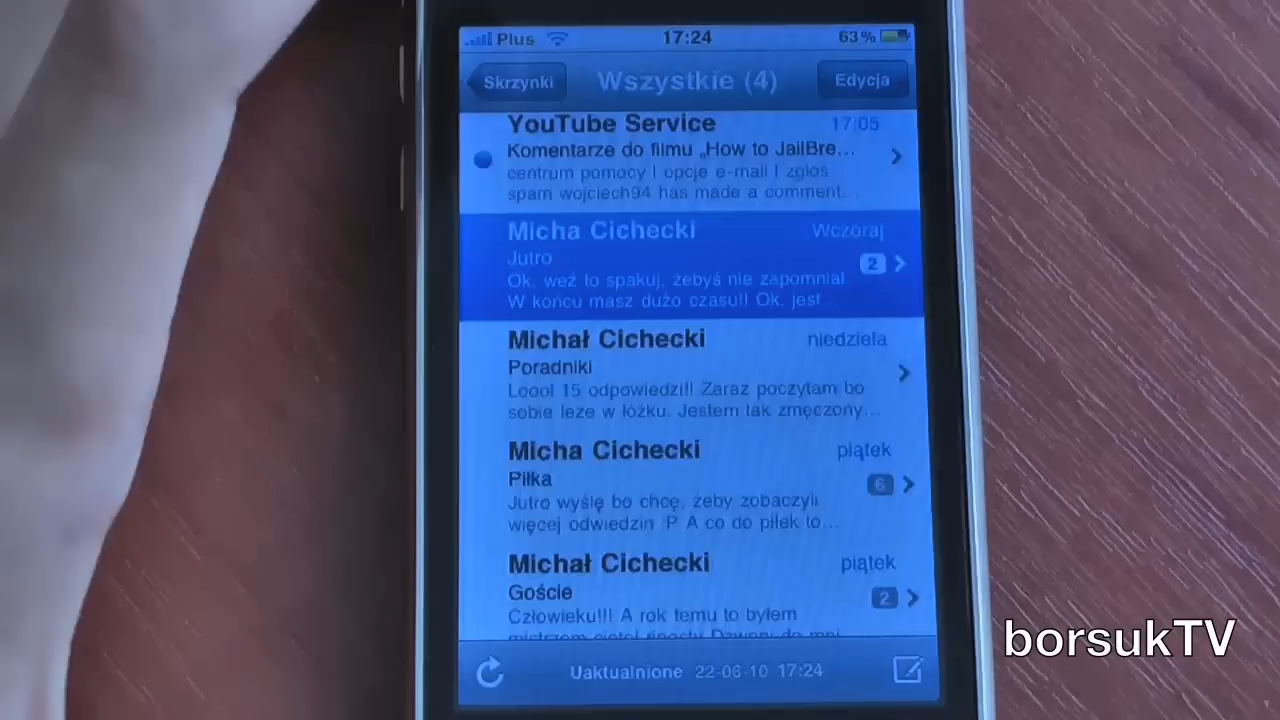 Plus 17:24 63%
Skrzynki Wszystkie (4) Edycja
YouTube Service 17:05
Komentarze do filmu „How to JailBre...
centrum pomocy | opcje e-mail | zgłoś
spam wojciech94 has made a comment...
Micha Cichecki Wczoraj
Jutro 2
Ok, weź to spakuj, żebyś nie zapomniał.
W końcu masz dużo czasu!! Ok, jest...
Michał Cichecki niedziela
Poradniki
Loool 15 odpowiedzi!! Zaraz poczytam bo
sobie leże w łóżku. Jestem tak zmęczony...
Micha Cichecki piątek
Piłka 6
Jutro wyślę bo chcę, żeby zobaczyli
więcej odwiedzin :P A co do piłek to...
Michał Cichecki piątek
Goście 2
Człowieku!!! A rok temu to byłem
Uaktualnione 22-06-10 17:24
borsukTV